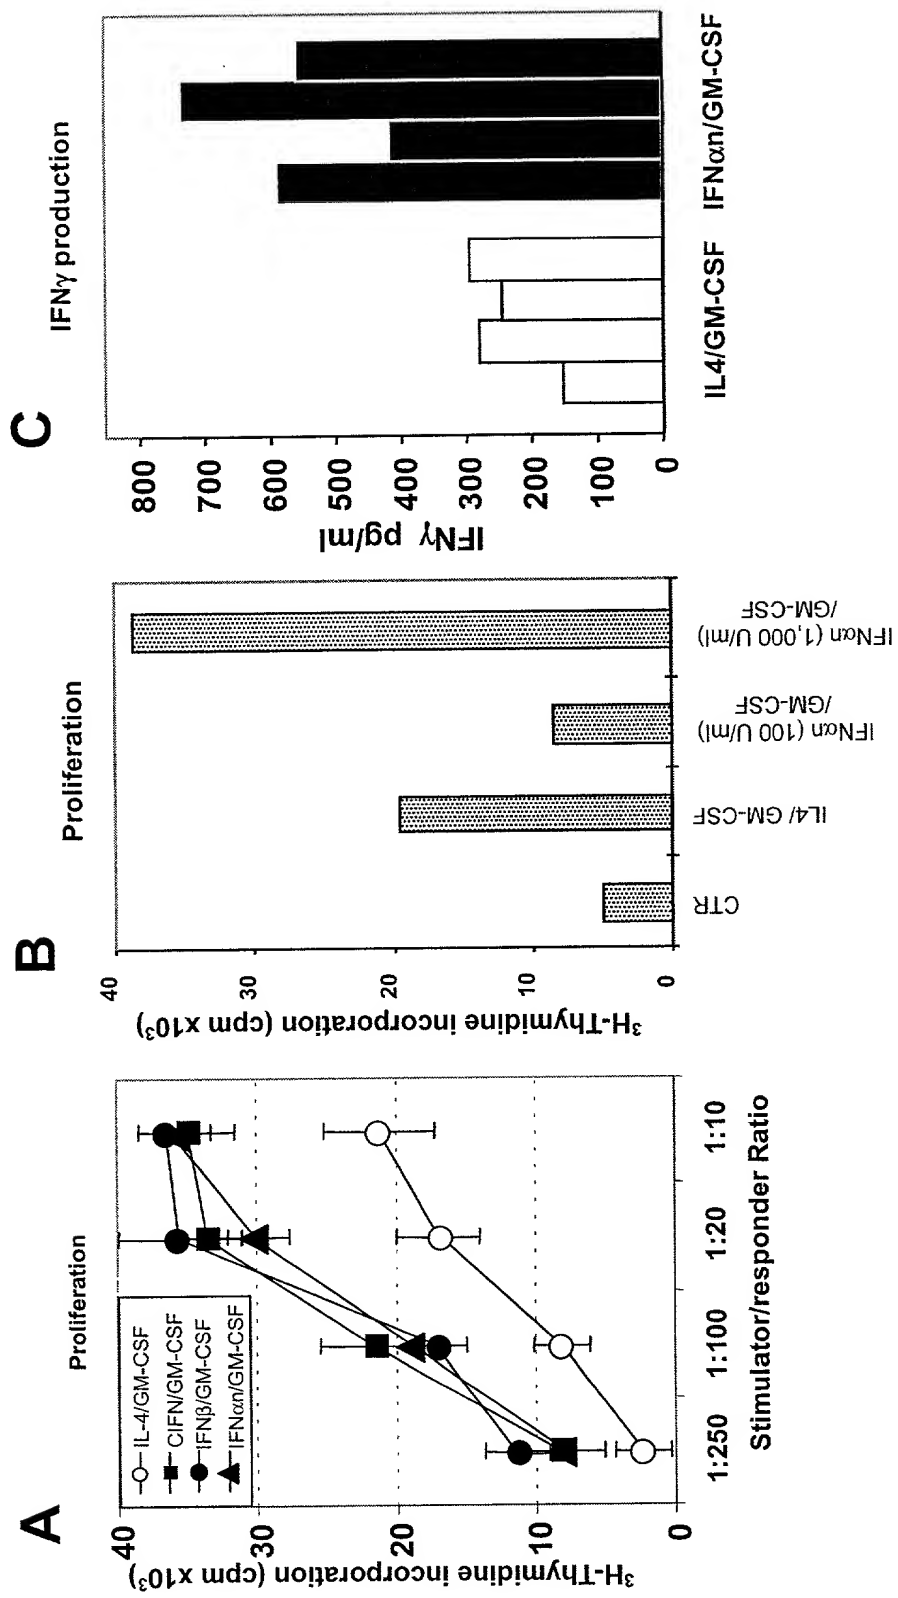 A
Proliferation
IL-4/GM-CSF
CIFN/GM-CSF
IFNβ/GM-CSF
IFNαn/GM-CSF
40
30
20
10
0
³H-Thymidine incorporation (cpm x10³)
1:250
1:100
1:20
1:10
Stimulator/responder Ratio
B
Proliferation
40
30
20
10
0
³H-Thymidine incorporation (cpm x10³)
CTR
IL4/ GM-CSF
IFNαn (100 U/ml)
/GM-CSF
IFNαn (1,000 U/ml)
/GM-CSF
C
IFNγ production
800
700
600
500
400
300
200
100
0
IFNγ pg/ml
IL4/GM-CSF
IFNαn/GM-CSF